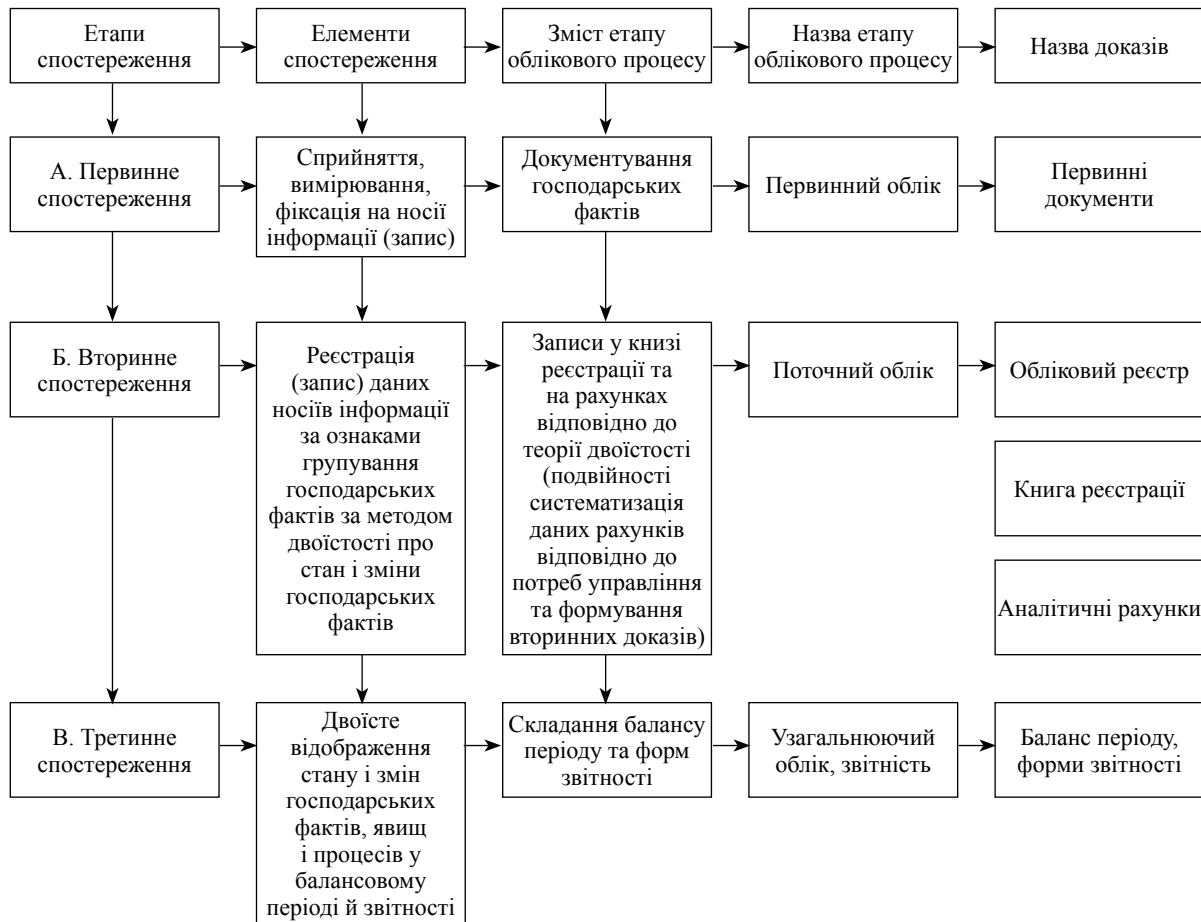 Етапи
спостереження
Елементи
спостереження
Зміст етапу
облікового процесу
Назва етапу
облікового процесу
Назва доказів
А. Первинне
спостереження
Сприйняття,
вимірювання,
фіксація на носії
інформації (запис)
Документування
господарських
фактів
Первинний облік
Первинні
документи
Б. Вторинне
спостереження
Реєстрація
(запис) даних
носіїв інформації
за ознаками
групування
господарських
фактів за методом
двоїстості про
стан і зміни
господарських
фактів
Записи у книзі
реєстрації та
на рахунках
відповідно до
теорії двоїстості
(подвійності
систематизація
даних рахунків
відповідно до
потреб управління
та формування
вторинних доказів)
Поточний облік
Обліковий реєстр
Книга реєстрації
Аналітичні рахунки
В. Третинне
спостереження
Двоїсте
відображення
стану і змін
господарських
фактів, явищ
і процесів у
балансовому
періоді й звітності
Складання балансу
періоду та форм
звітності
Узагальнюючий
облік, звітність
Баланс періоду,
форми звітності